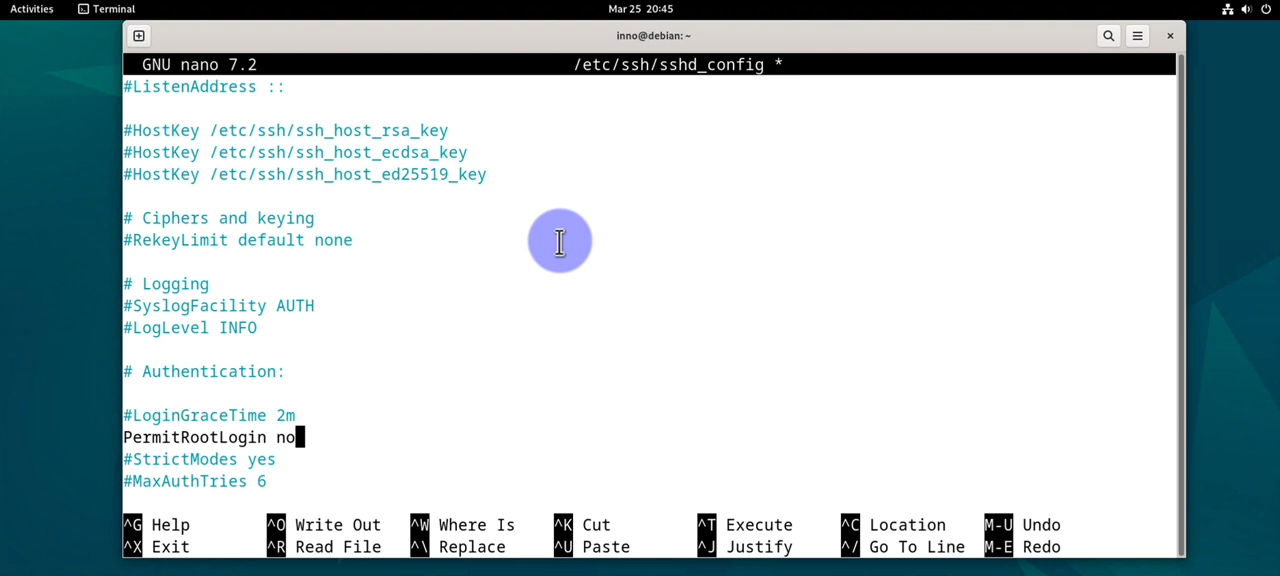 Activities Terminal Mar 25 20:45
inno@debian: ~
GNU nano 7.2 /etc/ssh/sshd_config *
#ListenAddress ::
#HostKey /etc/ssh/ssh_host_rsa_key
#HostKey /etc/ssh/ssh_host_ecdsa_key
#HostKey /etc/ssh/ssh_host_ed25519_key
# Ciphers and keying
#RekeyLimit default none
# Logging
#SyslogFacility AUTH
#LogLevel INFO
# Authentication:
#LoginGraceTime 2m
PermitRootLogin no
#StrictModes yes
#MaxAuthTries 6
^G Help ^O Write Out ^W Where Is ^K Cut ^T Execute ^C Location M-U Undo
^X Exit ^R Read File ^\ Replace ^U Paste ^J Justify ^/ Go To Line M-E Redo